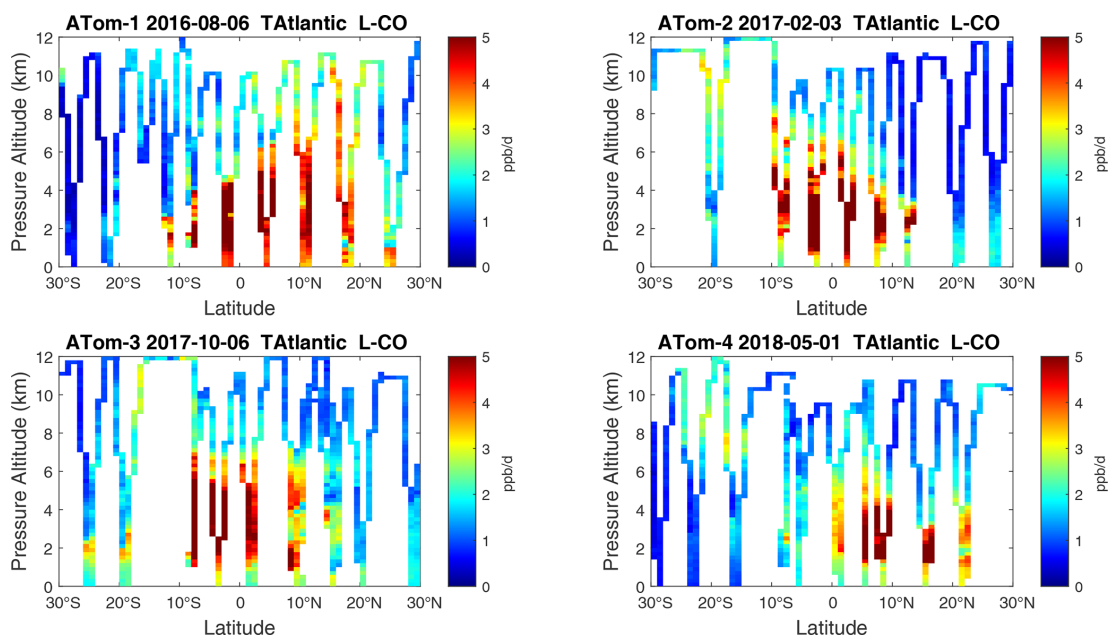 ATom-1 2016-08-06 TAtlantic L-CO
12
10
8
6
4
2
0
Pressure Altitude (km)
30°S 20°S 10°S 0 10°N 20°N 30°N
Latitude
5
4
3
2
1
0
ppb/d
ATom-2 2017-02-03 TAtlantic L-CO
12
10
8
6
4
2
0
Pressure Altitude (km)
30°S 20°S 10°S 0 10°N 20°N 30°N
Latitude
5
4
3
2
1
0
ppb/d
ATom-3 2017-10-06 TAtlantic L-CO
12
10
8
6
4
2
0
Pressure Altitude (km)
30°S 20°S 10°S 0 10°N 20°N 30°N
Latitude
5
4
3
2
1
0
ppb/d
ATom-4 2018-05-01 TAtlantic L-CO
12
10
8
6
4
2
0
Pressure Altitude (km)
30°S 20°S 10°S 0 10°N 20°N 30°N
Latitude
5
4
3
2
1
0
ppb/d